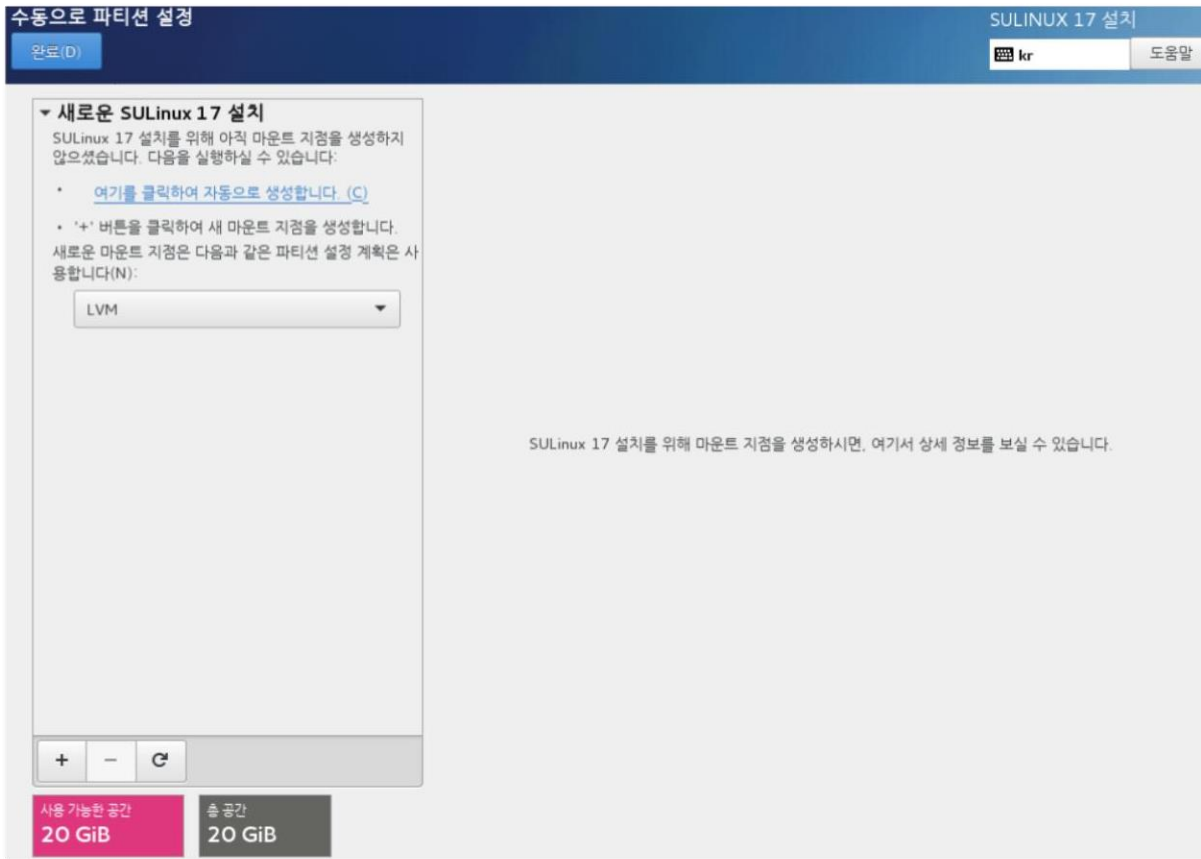 수동으로 파티션 설정
SULINUX 17 설치
완료(D)
kr
도움말
새로운 SULinux 17 설치
SULinux 17 설치를 위해 아직 마운트 지점을 생성하지
않으셨습니다. 다음을 실행하실 수 있습니다:
• 여기를 클릭하여 자동으로 생성합니다. (C)
• '+' 버튼을 클릭하여 새 마운트 지점을 생성합니다.
새로운 마운트 지점은 다음과 같은 파티션 설정 계획은 사
용합니다(N):
LVM
SULinux 17 설치를 위해 마운트 지점을 생성하시면, 여기서 상세 정보를 보실 수 있습니다.
+ −
사용 가능한 공간
20 GiB
총 공간
20 GiB